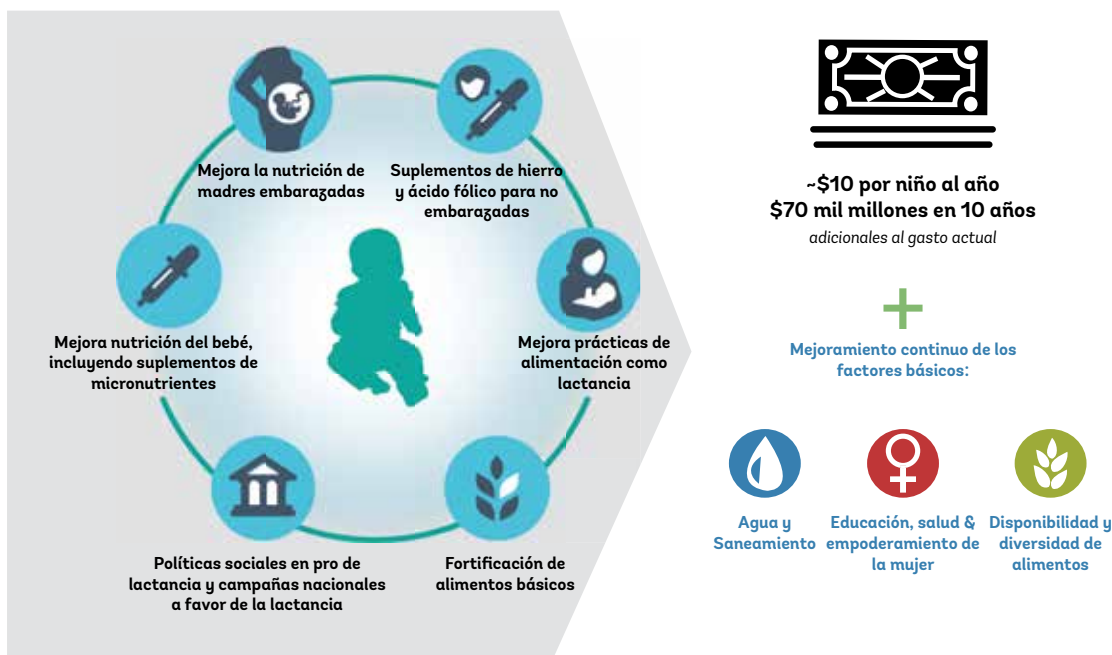 Mejora la nutrición de
madres embarazadas
Suplementos de hierro
y ácido fólico para no
embarazadas
Mejora nutrición del bebé,
incluyendo suplementos de
micronutrientes
Mejora prácticas de
alimentación como
lactancia
Políticas sociales en pro de
lactancia y campañas nacionales
a favor de la lactancia
Fortificación de
alimentos básicos
~$10 por niño al año
$70 mil millones en 10 años
adicionales al gasto actual
+
Mejoramiento continuo de los
factores básicos:
Agua y
Saneamiento
Educación, salud &
empoderamiento de
la mujer
Disponibilidad y
diversidad de
alimentos